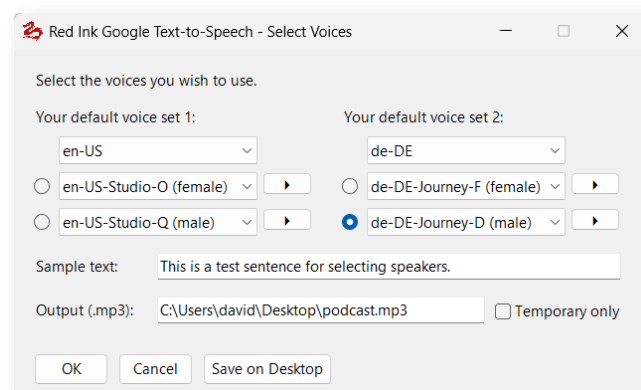 Red Ink Google Text-to-Speech - Select Voices
Select the voices you wish to use.
Your default voice set 1: Your default voice set 2:
en-US de-DE
en-US-Studio-O (female) de-DE-Journey-F (female)
en-US-Studio-Q (male) de-DE-Journey-D (male)
Sample text: This is a test sentence for selecting speakers.
Output (.mp3): C:\Users\david\Desktop\podcast.mp3 Temporary only
OK Cancel Save on Desktop